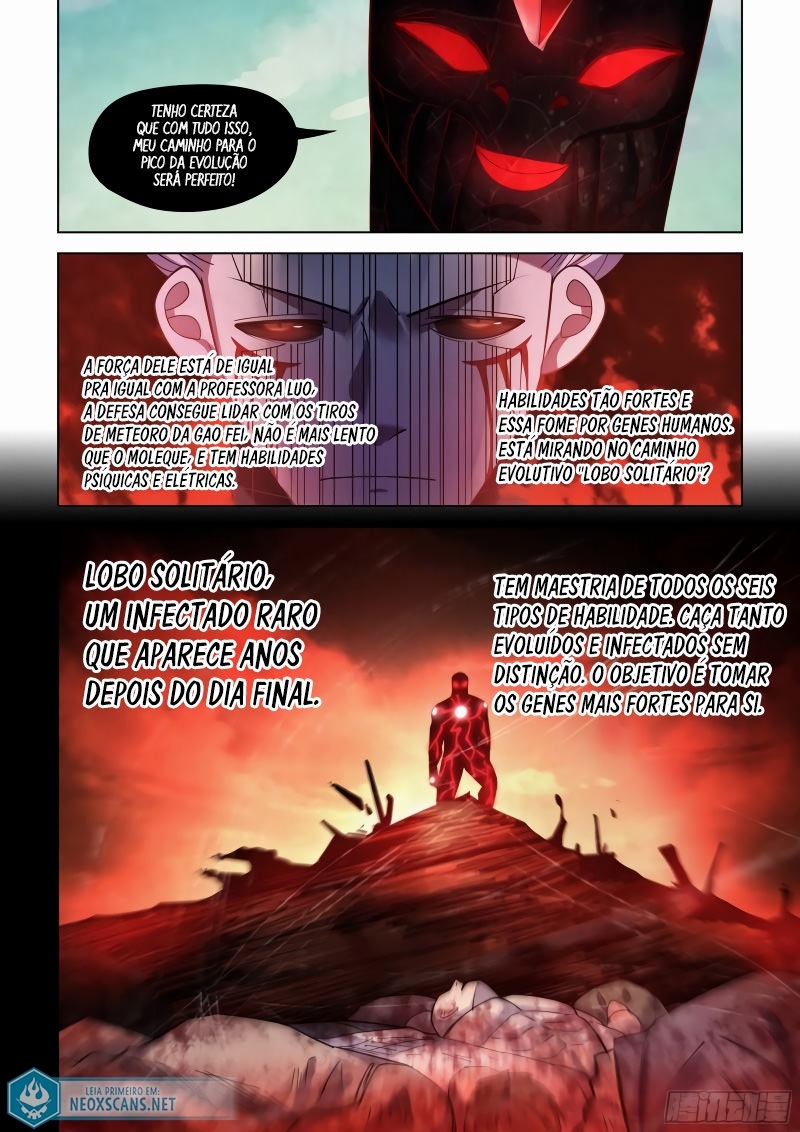 TENHO CERTEZA
QUE COM TUDO ISSO,
MEU CAMINHO PARA O
PICO DA EVOLUÇÃO
SERÁ PERFEITO!
A FORÇA DELE ESTÁ DE IGUAL
PRA IGUAL COM A PROFESSORA LUO,
A DEFESA CONSEGUE LIDAR COM OS TIROS
DE METEORO DA GAO FEI, NÃO É MAIS LENTO
QUE O MOLEQUE, E TEM HABILIDADES
PSÍQUICAS E ELÉTRICAS.
HABILIDADES TÃO FORTES E
ESSA FOME POR GENES HUMANOS.
ESTÁ MIRANDO NO CAMINHO
EVOLUTIVO "LOBO SOLITÁRIO"?
LOBO SOLITÁRIO,
UM INFECTADO RARO
QUE APARECE ANOS
DEPOIS DO DIA FINAL.
TEM MAESTRIA DE TODOS OS SEIS
TIPOS DE HABILIDADE. CAÇA TANTO
EVOLUÍDOS E INFECTADOS SEM
DISTINÇÃO. O OBJETIVO É TOMAR
OS GENES MAIS FORTES PARA SI.
LEIA PRIMEIRO EM:
NEOXSCANS.NET
腾讯动漫